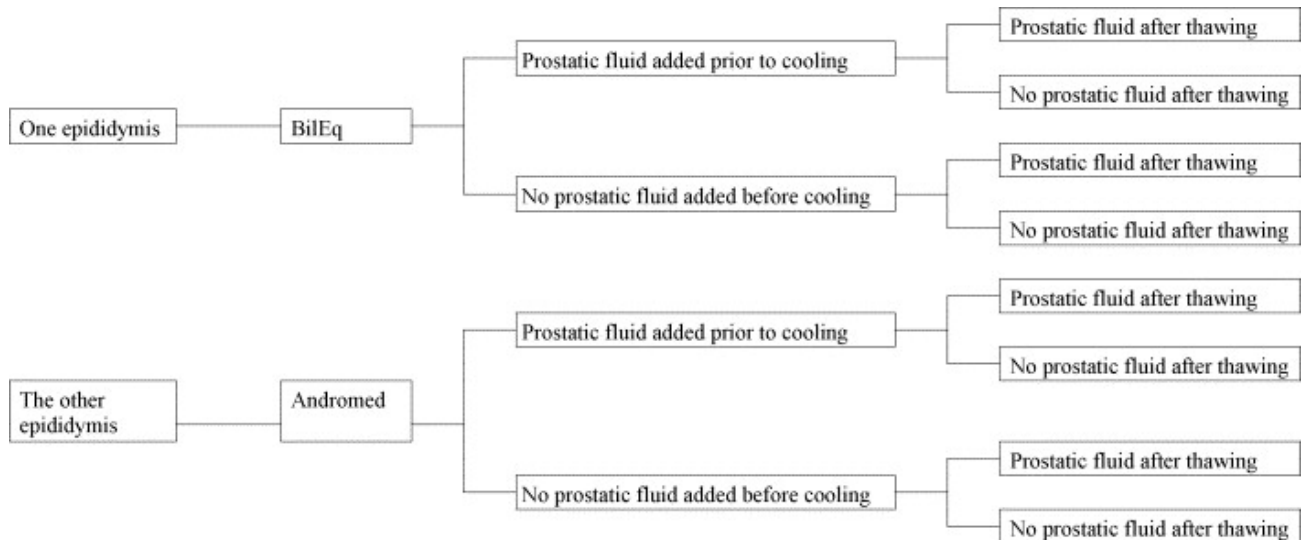 Prostatic fluid after thawing
Prostatic fluid added prior to cooling
No prostatic fluid after thawing
One epididymis
BilEq
Prostatic fluid after thawing
No prostatic fluid added before cooling
No prostatic fluid after thawing
Prostatic fluid after thawing
Prostatic fluid added prior to cooling
No prostatic fluid after thawing
The other
epididymis
Andromed
Prostatic fluid after thawing
No prostatic fluid added before cooling
No prostatic fluid after thawing